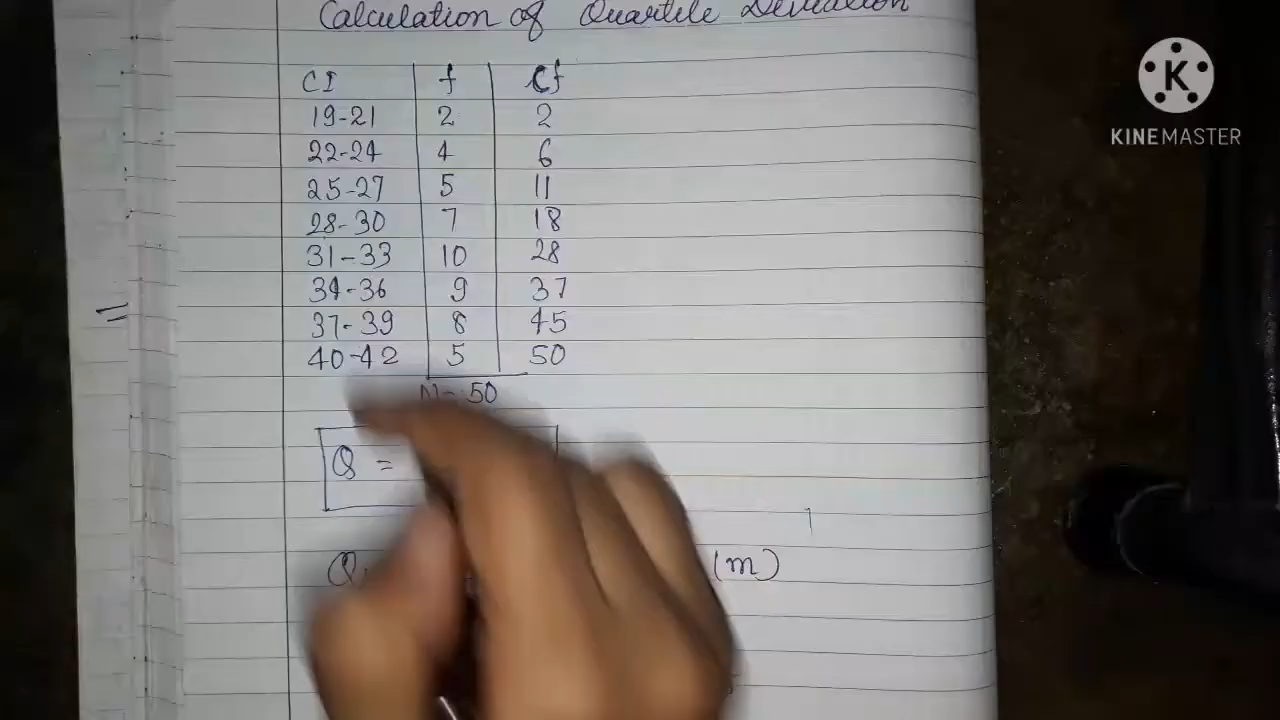 Calculation of Quartile Deviation
CI f Cf
19-21 2 2
22-24 4 6
25-27 5 11
28-30 7 18
31-33 10 28
34-36 9 37
37-39 8 45
40-42 5 50
N= 50
Q =
Q (m)
KINEMASTER